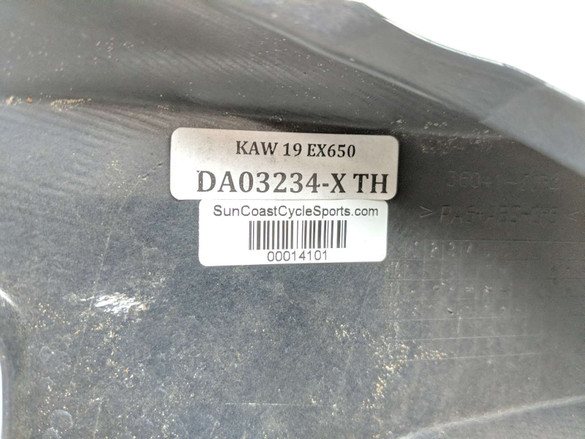 KAW 19 EX650
DA03234-X TH
SunCoastCycleSports.com
00014101